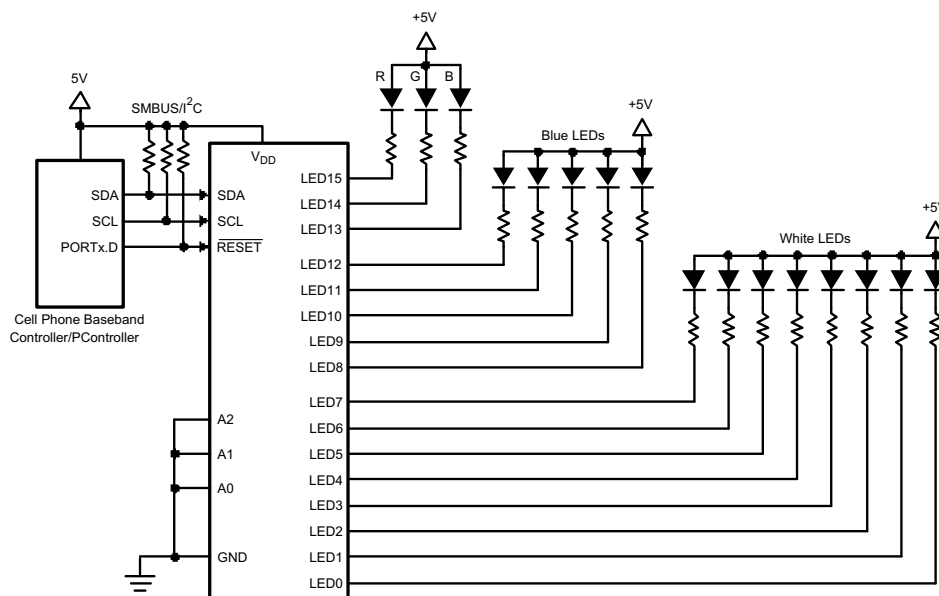 +5V
R G B
5V
SMBUS/I²C
+5V
Blue LEDs
VDD
LED15
SDA SDA
LED14
SCL SCL
LED13
PORTx.D RESET
+5V
White LEDs
LED12
LED11
LED10
Cell Phone Baseband
Controller/PController
LED9
LED8
LED7
A2
LED6
A1
LED5
LED4
A0
LED3
LED2
GND
LED1
LED0